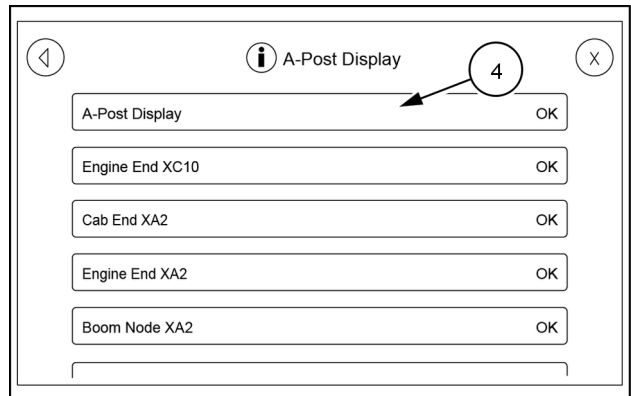 A-Post Display
4
X
A-Post Display OK
Engine End XC10 OK
Cab End XA2 OK
Engine End XA2 OK
Boom Node XA2 OK